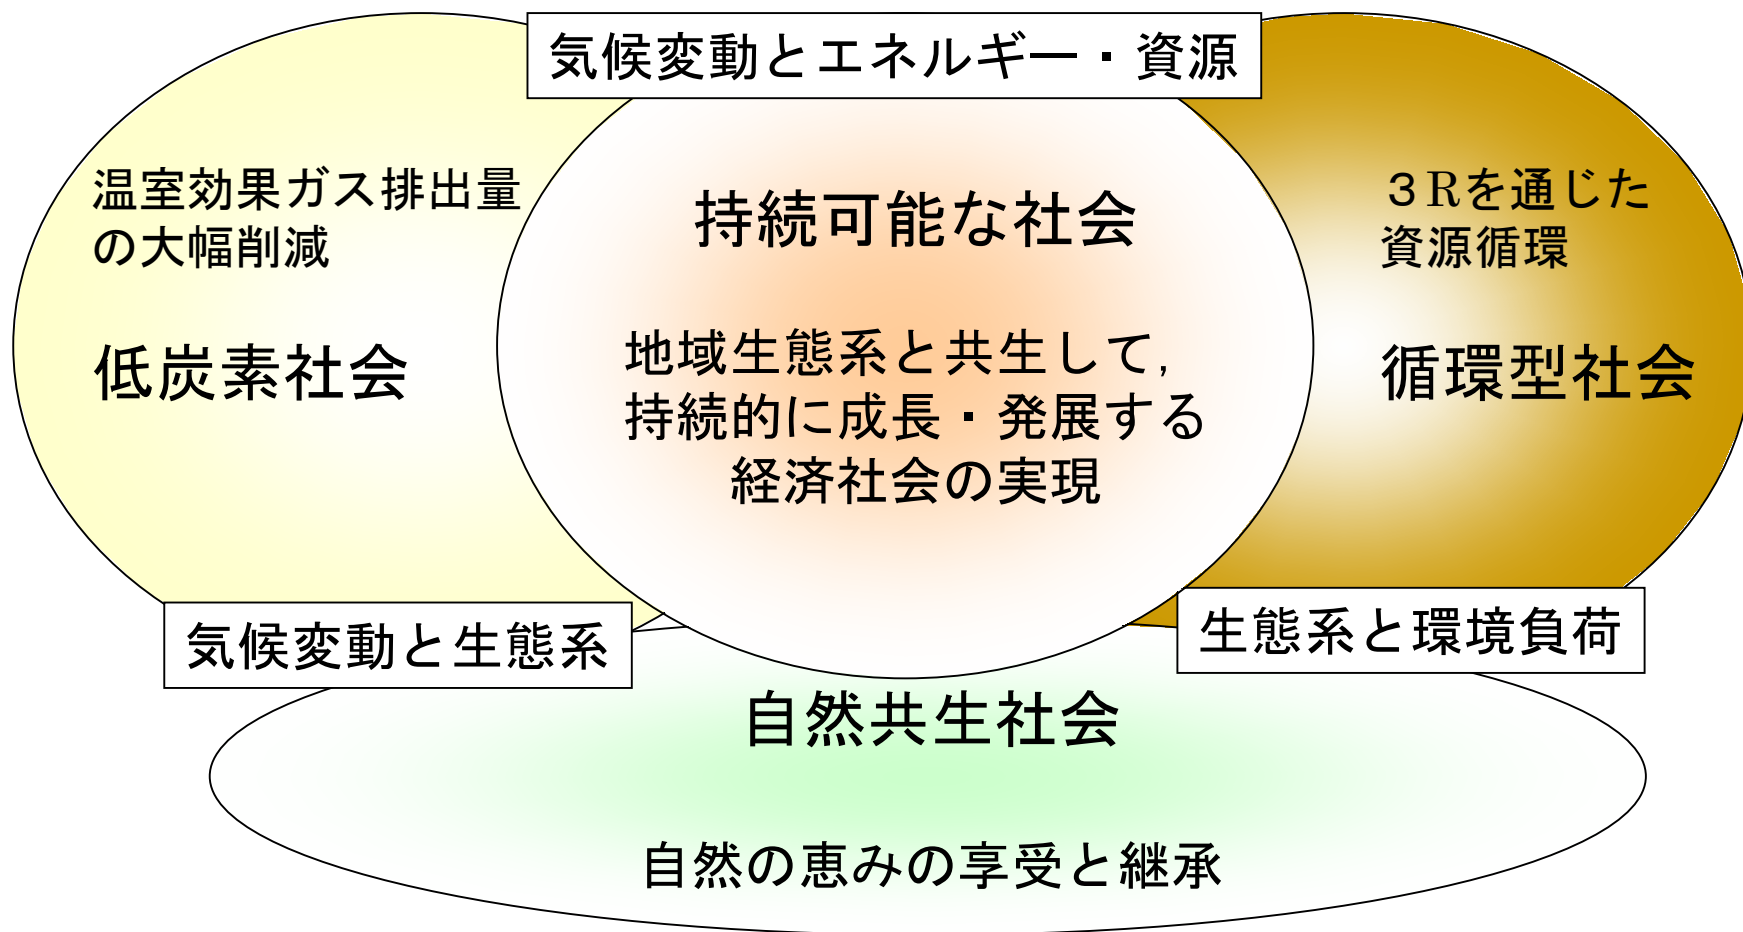 気候変動とエネルギー・資源
温室効果ガス排出量
の大幅削減
低炭素社会
持続可能な社会
地域生態系と共生して,
持続的に成長・発展する
経済社会の実現
３Rを通じた
資源循環
循環型社会
気候変動と生態系
生態系と環境負荷
自然共生社会
自然の恵みの享受と継承